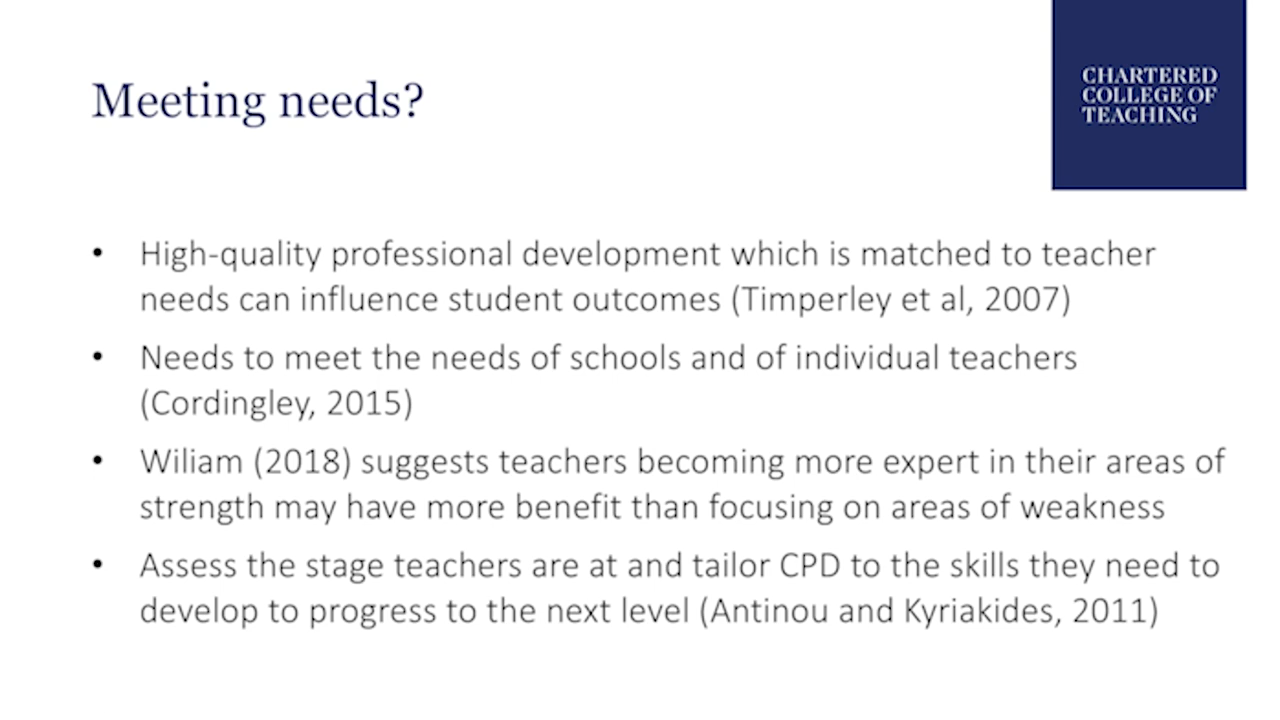 Meeting needs?
CHARTERED
COLLEGE OF
TEACHING
• High-quality professional development which is matched to teacher
needs can influence student outcomes (Timperley et al, 2007)
• Needs to meet the needs of schools and of individual teachers
(Cordingley, 2015)
• Wiliam (2018) suggests teachers becoming more expert in their areas of
strength may have more benefit than focusing on areas of weakness
• Assess the stage teachers are at and tailor CPD to the skills they need to
develop to progress to the next level (Antinou and Kyriakides, 2011)